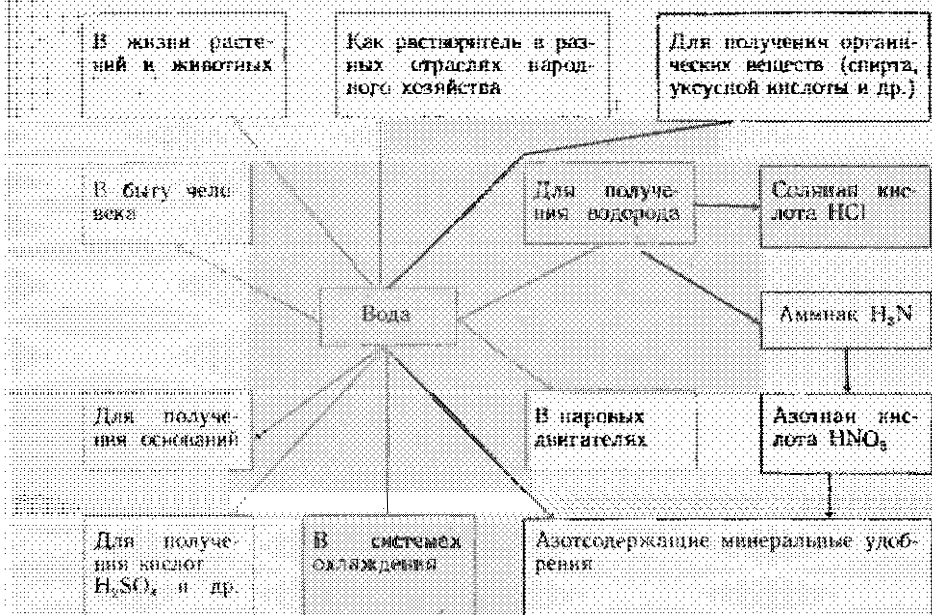 В жизни расте-
ний и животных
Как растворитель в раз-
ных отраслях народ-
ного хозяйства
Для получения органи-
ческих веществ (спирта,
уксусной кислоты и др.)
В быту чело
века
Для получе-
ния водорода
Соляная кис-
лота HCl
Вода
Аммиак H₃N
Для получе-
ния оснований
В паровых
двигателях
Азотная кис-
лота HNO₃
Для получе-
ния кислот
H₂SO₄ и др.
В системах
охлаждения
Азотсодержащие минеральные удоб-
рения